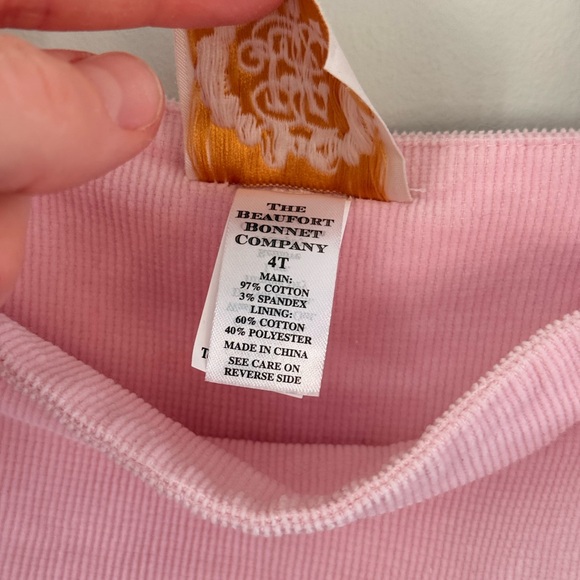 THE
BEAUFORT
BONNET
COMPANY
4T
MAIN:
97% COTTON
3% SPANDEX
LINING:
60% COTTON
40% POLYESTER
MADE IN CHINA
SEE CARE ON
REVERSE SIDE